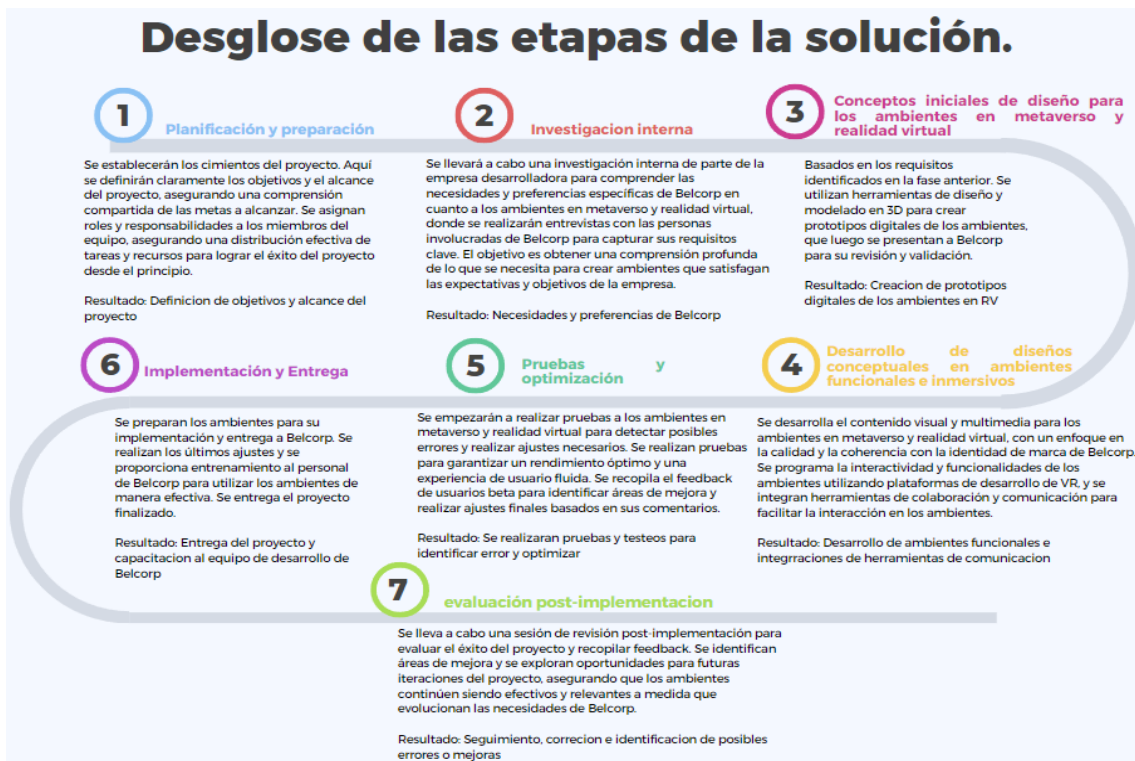 Desglose de las etapas de la solución.
1
Planificación y preparación
Se establecerán los cimientos del proyecto. Aquí
se definirán claramente los objetivos y el alcance
del proyecto, asegurando una comprensión
compartida de las metas a alcanzar. Se asignan
roles y responsabilidades a los miembros del
equipo, asegurando una distribución efectiva de
tareas y recursos para lograr el éxito del proyecto
desde el principio.
Resultado: Definicion de objetivos y alcance del
proyecto
2
Investigacion interna
Se llevará a cabo una investigación interna de parte de la
empresa desarrolladora para comprender las
necesidades y preferencias específicas de Belcorp en
cuanto a los ambientes en metaverso y realidad virtual,
donde se realizarán entrevistas con las personas
involucradas de Belcorp para capturar sus requisitos
clave. El objetivo es obtener una comprensión profunda
de lo que se necesita para crear ambientes que satisfagan
las expectativas y objetivos de la empresa.
Resultado: Necesidades y preferencias de Belcorp
3
Conceptos iniciales de diseño para
los ambientes en metaverso y
realidad virtual
Basados en los requisitos
identificados en la fase anterior. Se
utilizan herramientas de diseño y
modelado en 3D para crear
prototipos digitales de los ambientes,
que luego se presentan a Belcorp
para su revisión y validación.
Resultado: Creacion de prototipos
digitales de los ambientes en RV
4
Desarrollo de diseños
conceptuales en ambientes
funcionales e inmersivos
Se desarrolla el contenido visual y multimedia para los
ambientes en metaverso y realidad virtual, con un enfoque en
la calidad y la coherencia con la identidad de marca de Belcorp.
Se programa la interactividad y funcionalidades de los
ambientes utilizando plataformas de desarrollo de VR, y se
integran herramientas de colaboración y comunicación para
facilitar la interacción en los ambientes.
Resultado: Desarrollo de ambientes funcionales e
integrraciones de herramientas de comunicacion
5
Pruebas y
optimización
Se empezarán a realizar pruebas a los ambientes en
metaverso y realidad virtual para detectar posibles
errores y realizar ajustes necesarios. Se realizan pruebas
para garantizar un rendimiento óptimo y una
experiencia de usuario fluida. Se recopila el feedback
de usuarios beta para identificar áreas de mejora y
realizar ajustes finales basados en sus comentarios.
Resultado: Se realizaran pruebas y testeos para
identificar error y optimizar
6
Implementación y Entrega
Se preparan los ambientes para su
implementación y entrega a Belcorp. Se
realizan los últimos ajustes y se
proporciona entrenamiento al personal
de Belcorp para utilizar los ambientes de
manera efectiva. Se entrega el proyecto
finalizado.
Resultado: Entrega del proyecto y
capacitacion al equipo de desarrollo de
Belcorp
7
evaluación post-implementacion
Se lleva a cabo una sesión de revisión post-implementación para
evaluar el éxito del proyecto y recopilar feedback. Se identifican
áreas de mejora y se exploran oportunidades para futuras
iteraciones del proyecto, asegurando que los ambientes
continúen siendo efectivos y relevantes a medida que
evolucionan las necesidades de Belcorp.
Resultado: Seguimiento, correcion e identificacion de posibles
errores o mejoras